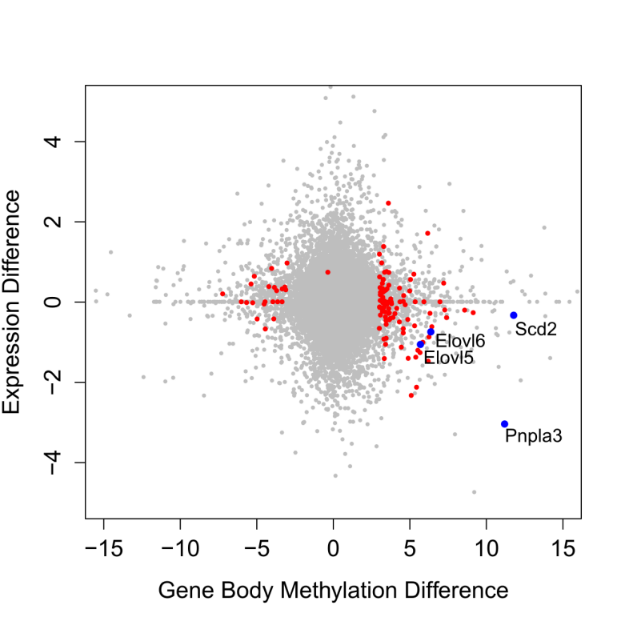 Expression Difference
4
2
0
−2
−4
Scd2
Elovl6
Elovl5
Pnpla3
−15 −10 −5 0 5 10 15
Gene Body Methylation Difference